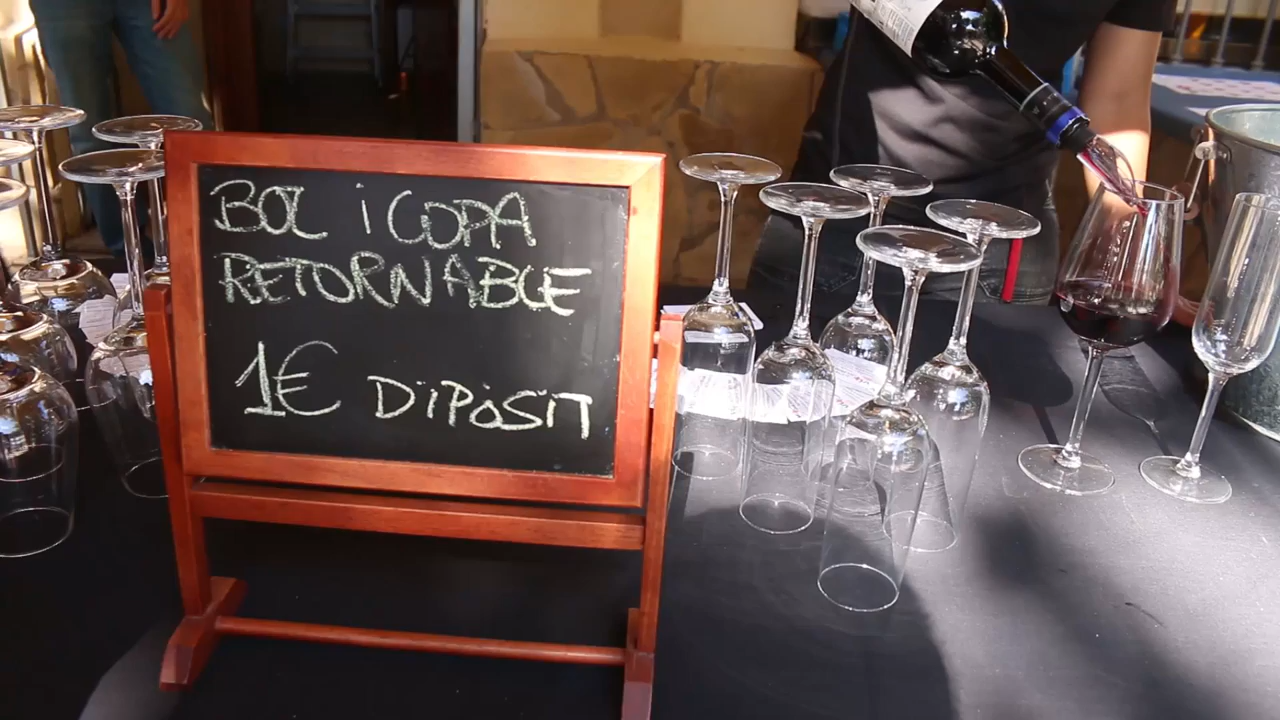 BOL i COPA
RETORNABLE
1€ DiPòSIT